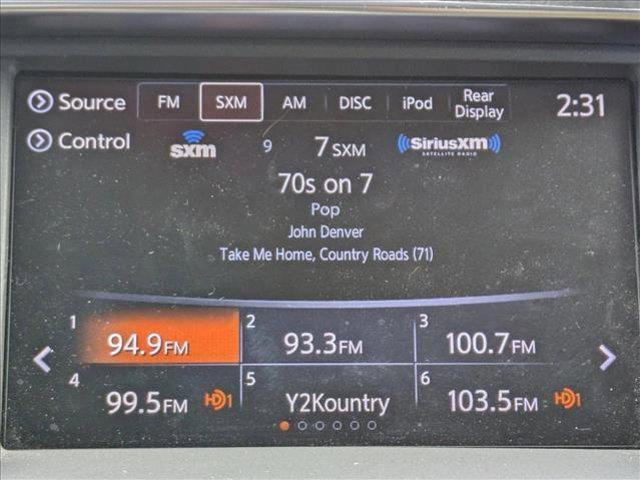 Source FM SXM AM DISC iPod Rear Display 2:31
Control sxm 9 7 SXM SiriusXM SATELLITE RADIO
70s on 7
Pop
John Denver
Take Me Home, Country Roads (71)
1 94.9FM 2 93.3FM 3 100.7FM
4 99.5FM HD1 5 Y2Kountry 6 103.5FM HD1